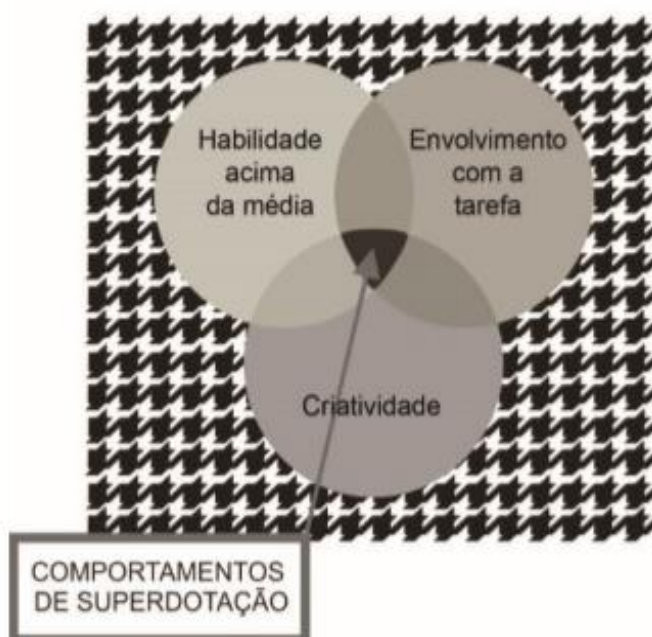 Habilidade
acima
da média
Envolvimento
com a
tarefa
Criatividade
COMPORTAMENTOS
DE SUPERDOTAÇÃO